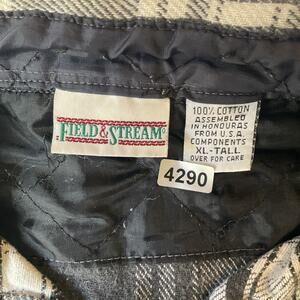 FIELD & STREAM®
100% COTTON
ASSEMBLED
IN HONDURAS
FROM U.S.A.
COMPONENTS
XL-TALL
OVER FOR CARE
4290